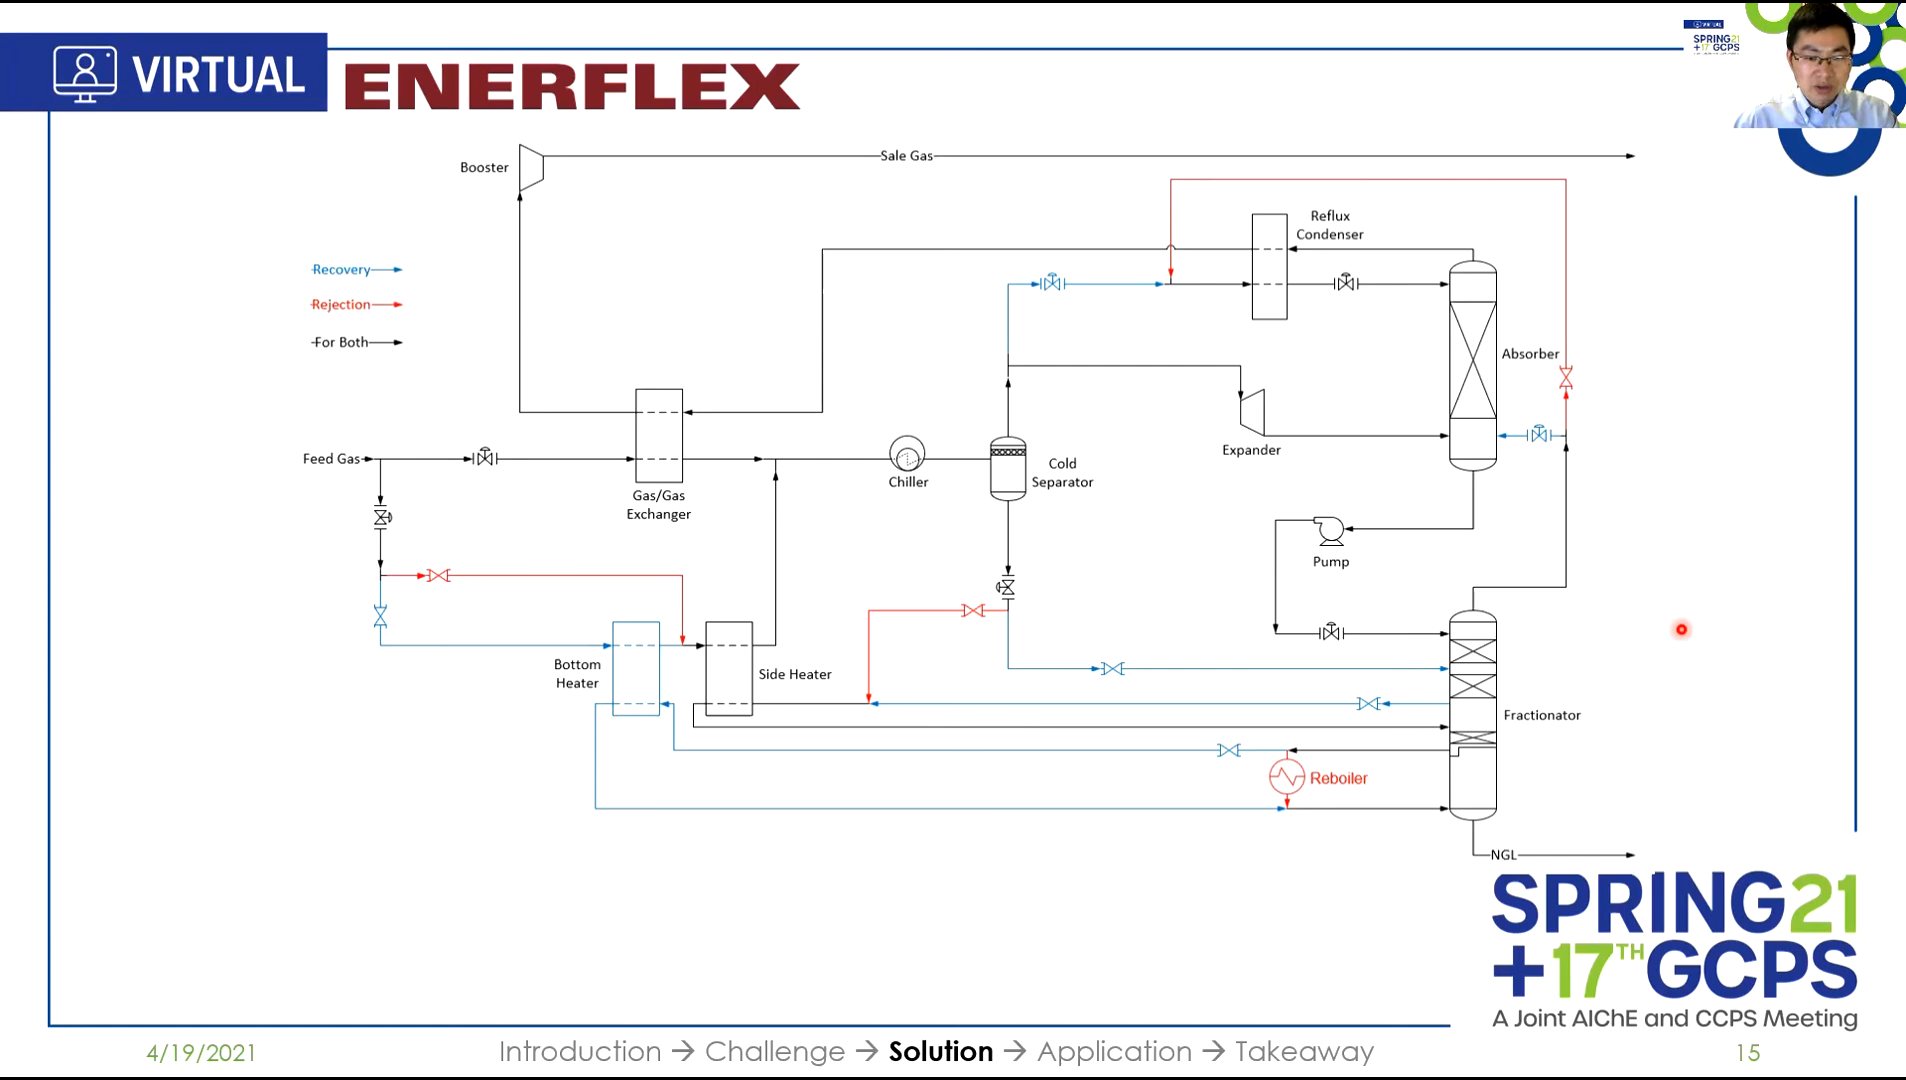 VIRTUAL
ENERFLEX
VIRTUAL
SPRING21
+17TH GCPS
Booster
Sale Gas
Reflux
Condenser
Recovery
Rejection
For Both
Absorber
Expander
Feed Gas
Gas/Gas
Exchanger
Chiller
Cold
Separator
Pump
Bottom
Heater
Side Heater
Fractionator
Reboiler
NGL
SPRING21
+17TH GCPS
A Joint AIChE and CCPS Meeting
4/19/2021
Introduction → Challenge → Solution → Application → Takeaway
15